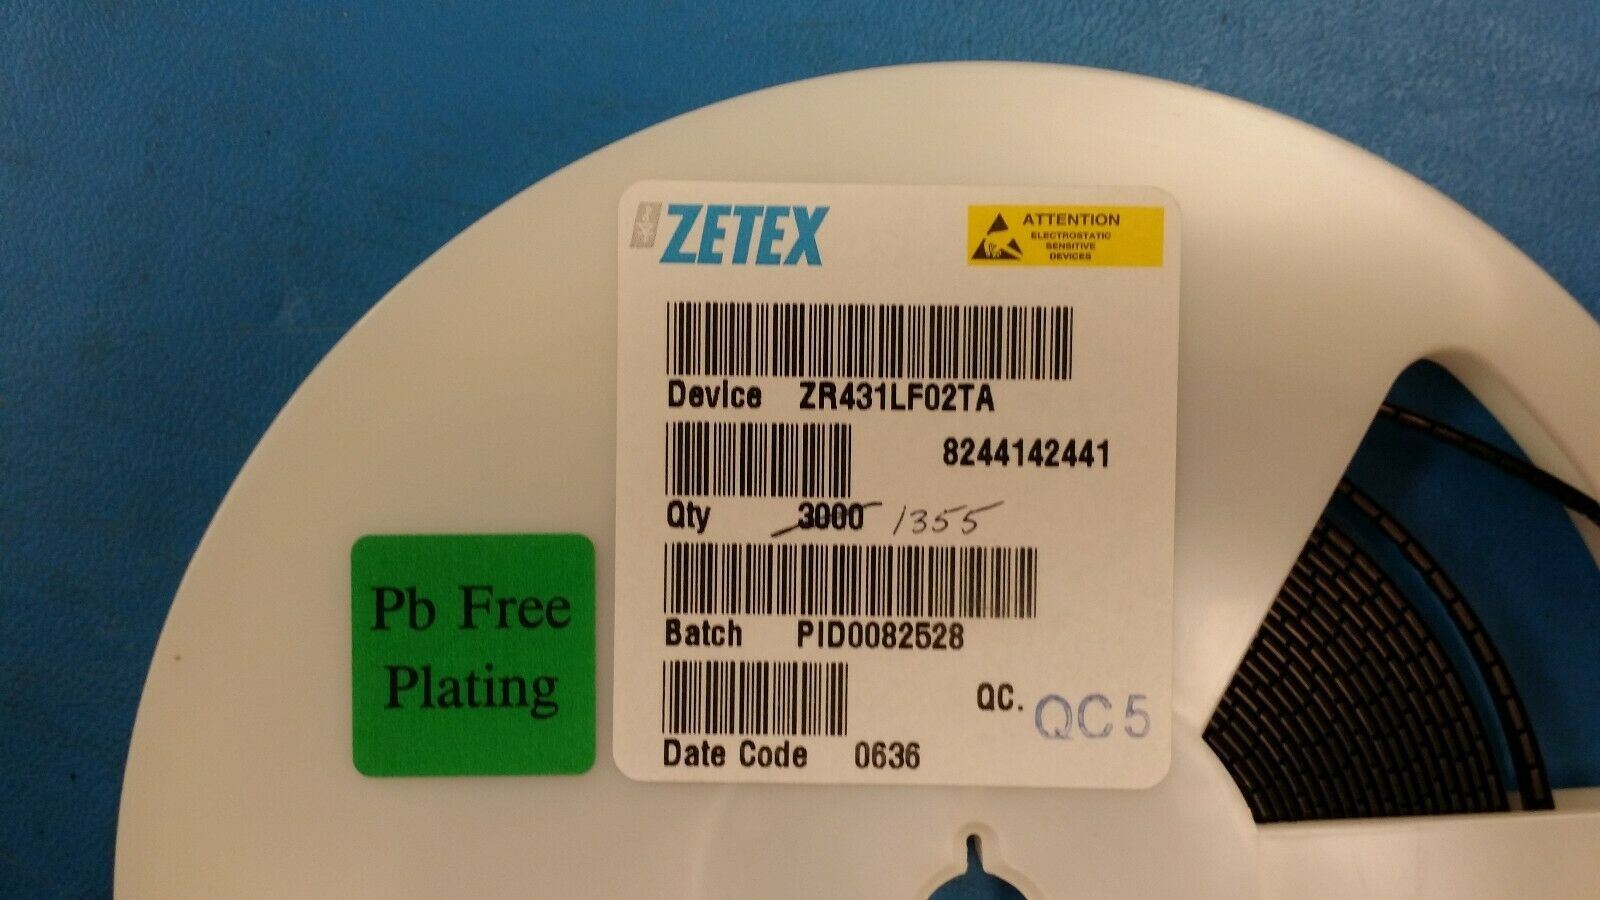 ZETEX
ATTENTION
ELECTROSTATIC
SENSITIVE
DEVICES
Device ZR431LF02TA
8244142441
Qty 3000 1355
Batch PID0082528
QC. QC5
Date Code 0636
Pb Free
Plating